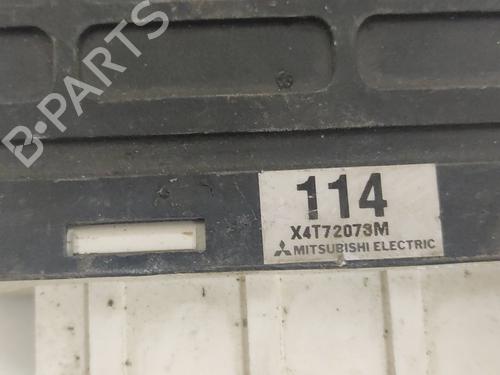 B-PARTS
114
X4T72073M
MITSUBISHI ELECTRIC